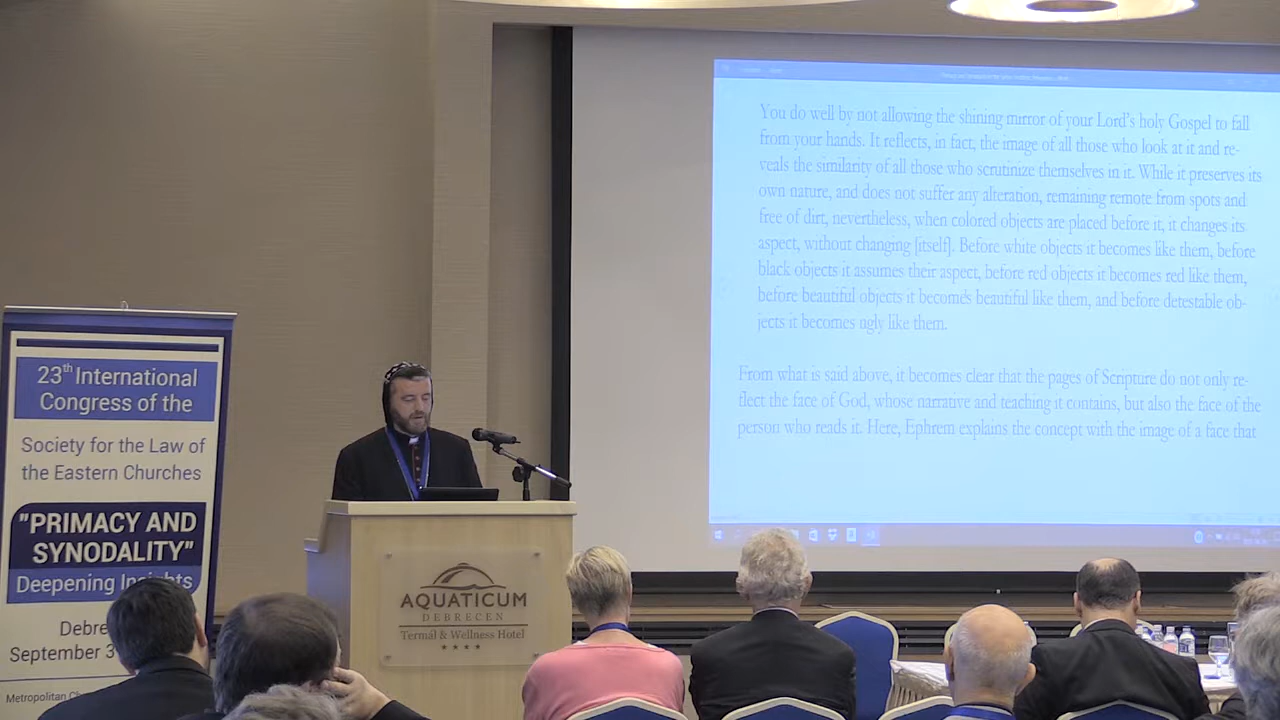 23th International
Congress of the
Society for the Law of
the Eastern Churches
"PRIMACY AND
SYNODALITY"
Deepening Insights
Debre
September 3
Metropolitan Ch
AQUATICUM
DEBRECEN
Termál & Wellness Hotel
You do well by not allowing the shining mirror of your Lord's holy Gospel to fall
from your hands. It reflects, in fact, the image of all those who look at it and re-
veals the similarity of all those who scrutinize themselves in it. While it preserves its
own nature, and does not suffer any alteration, remaining remote from spots and
free of dirt, nevertheless, when colored objects are placed before it, it changes its
aspect, without changing [itself]. Before white objects it becomes like them, before
black objects it assumes their aspect, before red objects it becomes red like them,
before beautiful objects it becomes beautiful like them, and before detestable ob-
jects it becomes ugly like them.
From what is said above, it becomes clear that the pages of Scripture do not only re-
flect the face of God, whose narrative and teaching it contains, but also the face of the
person who reads it. Here, Ephrem explains the concept with the image of a face that